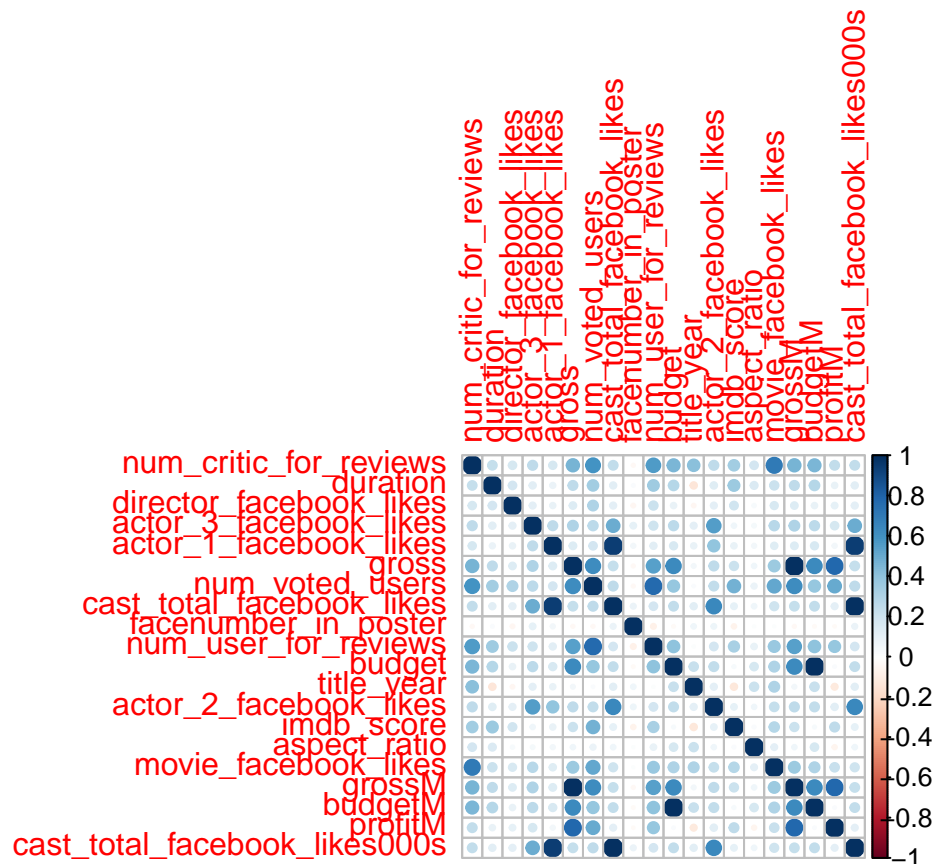 num_critic_for_reviews
duration
director_facebook_likes
actor_3_facebook_likes
actor_1_facebook_likes
gross
num_voted_users
cast_total_facebook_likes
facenumber_in_poster
num_user_for_reviews
budget
title_year
actor_2_facebook_likes
imdb_score
aspect_ratio
movie_facebook_likes
grossM
budgetM
profitM
cast_total_facebook_likes000s
num_critic_for_reviews
duration
director_facebook_likes
actor_3_facebook_likes
actor_1_facebook_likes
gross
num_voted_users
cast_total_facebook_likes
facenumber_in_poster
num_user_for_reviews
budget
title_year
actor_2_facebook_likes
imdb_score
aspect_ratio
movie_facebook_likes
grossM
budgetM
profitM
cast_total_facebook_likes000s
1
0.8
0.6
0.4
0.2
0
−0.2
−0.4
−0.6
−0.8
−1